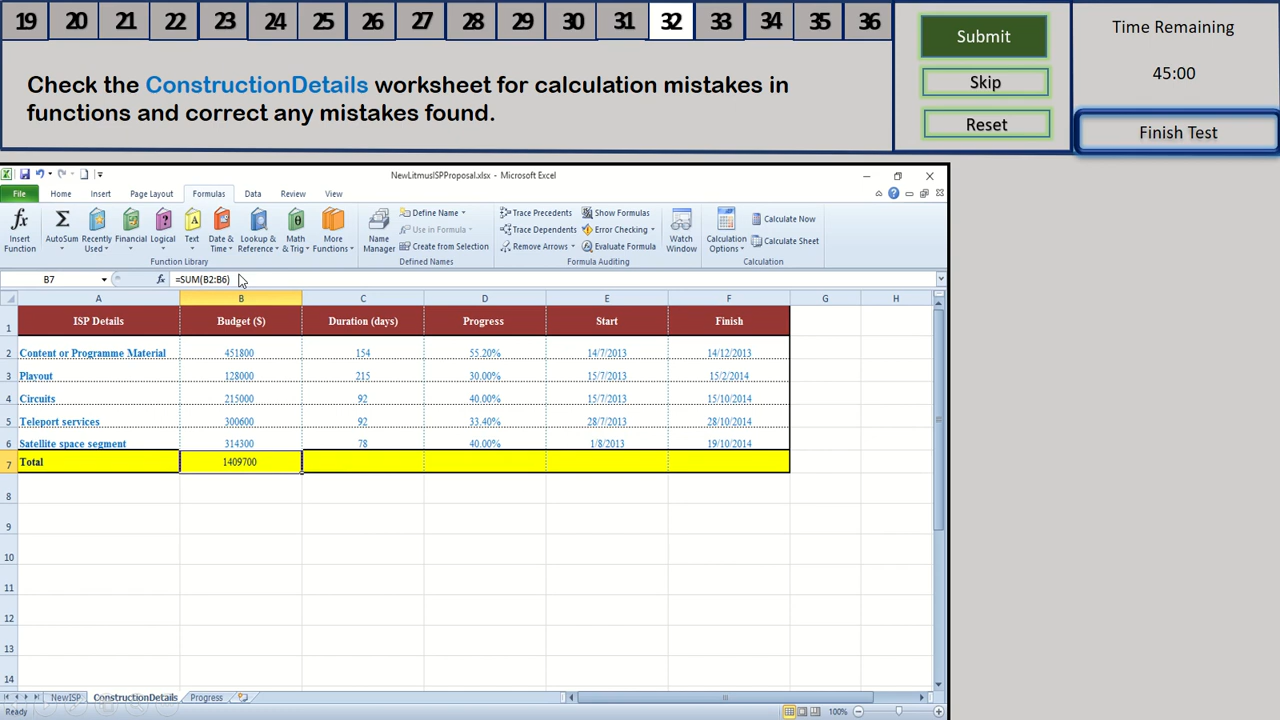 19 20 21 22 23 24 25 26 27 28 29 30 31 32 33 34 35 36
Submit
Skip
Reset
Time Remaining
45:00
Finish Test
Check the ConstructionDetails worksheet for calculation mistakes in
functions and correct any mistakes found.
NewLitmusISPProposal.xlsx - Microsoft Excel
File Home Insert Page Layout Formulas Data Review View
Insert Function
AutoSum
Recently Used
Financial
Logical
Text
Date & Time
Lookup & Reference
Math & Trig
More Functions
Function Library
Name Manager
Define Name
Use in Formula
Create from Selection
Defined Names
Trace Precedents
Trace Dependents
Remove Arrows
Show Formulas
Error Checking
Evaluate Formula
Formula Auditing
Watch Window
Calculation Options
Calculate Now
Calculate Sheet
Calculation
B7 fx =SUM(B2:B6)
A B C D E F G H
1 ISP Details Budget ($) Duration (days) Progress Start Finish
2 Content or Programme Material 451800 154 55.20% 14/7/2013 14/12/2013
3 Playout 128000 215 30.00% 15/7/2013 15/2/2014
4 Circuits 215000 92 40.00% 15/7/2013 15/10/2014
5 Teleport services 300600 92 33.40% 28/7/2013 28/10/2014
6 Satellite space segment 314300 78 40.00% 1/8/2013 19/10/2014
7 Total 1409700
8
9
10
11
12
13
14
NewISP ConstructionDetails Progress
Ready 100%